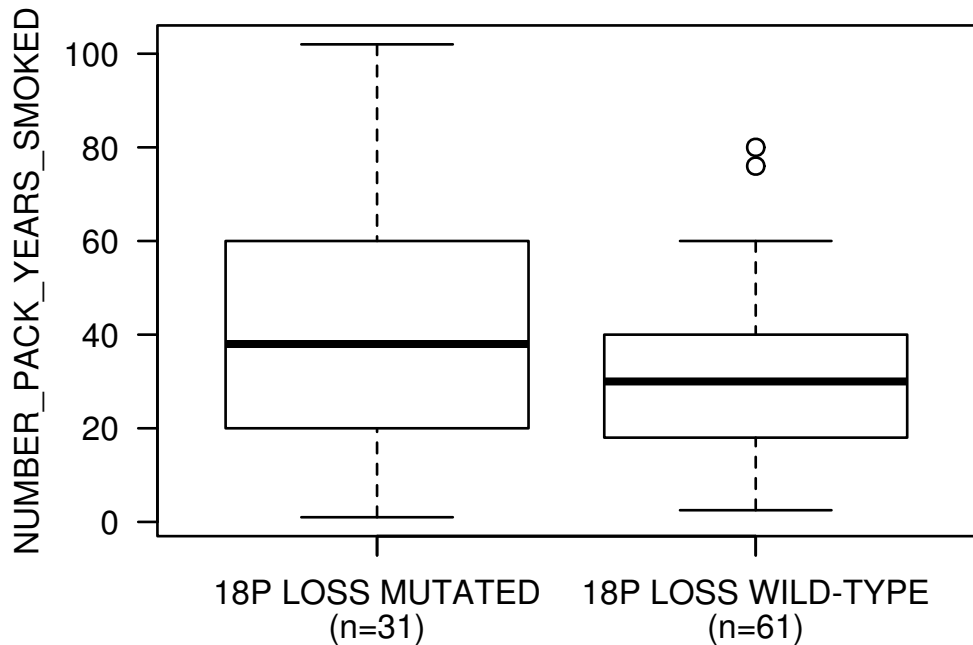 NUMBER_PACK_YEARS_SMOKED
100
80
60
40
20
0
18P LOSS MUTATED
(n=31)
18P LOSS WILD-TYPE
(n=61)